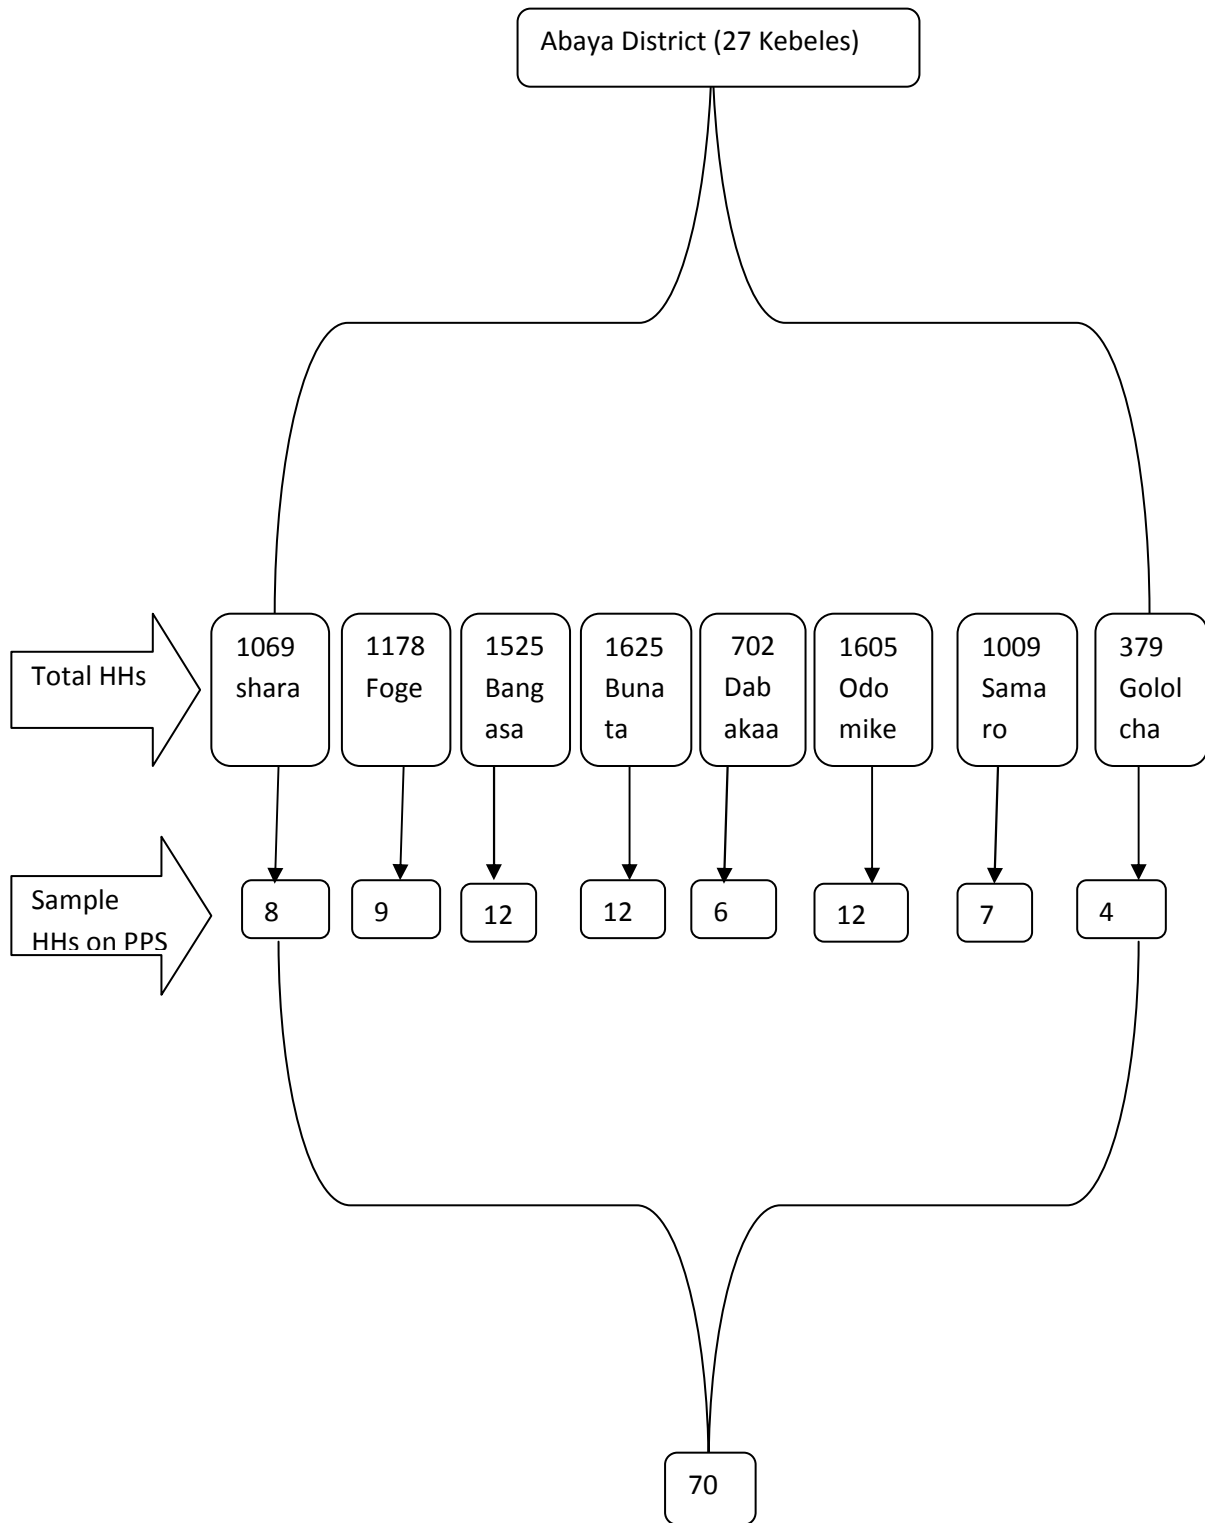 Abaya District (27 Kebeles)
Total HHs
1069
shara
1178
Foge
1525
Bang
asa
1625
Buna
ta
702
Dab
akaa
1605
Odo
mike
1009
Sama
ro
379
Golol
cha
Sample
HHs on PPS
8
9
12
12
6
12
7
4
70